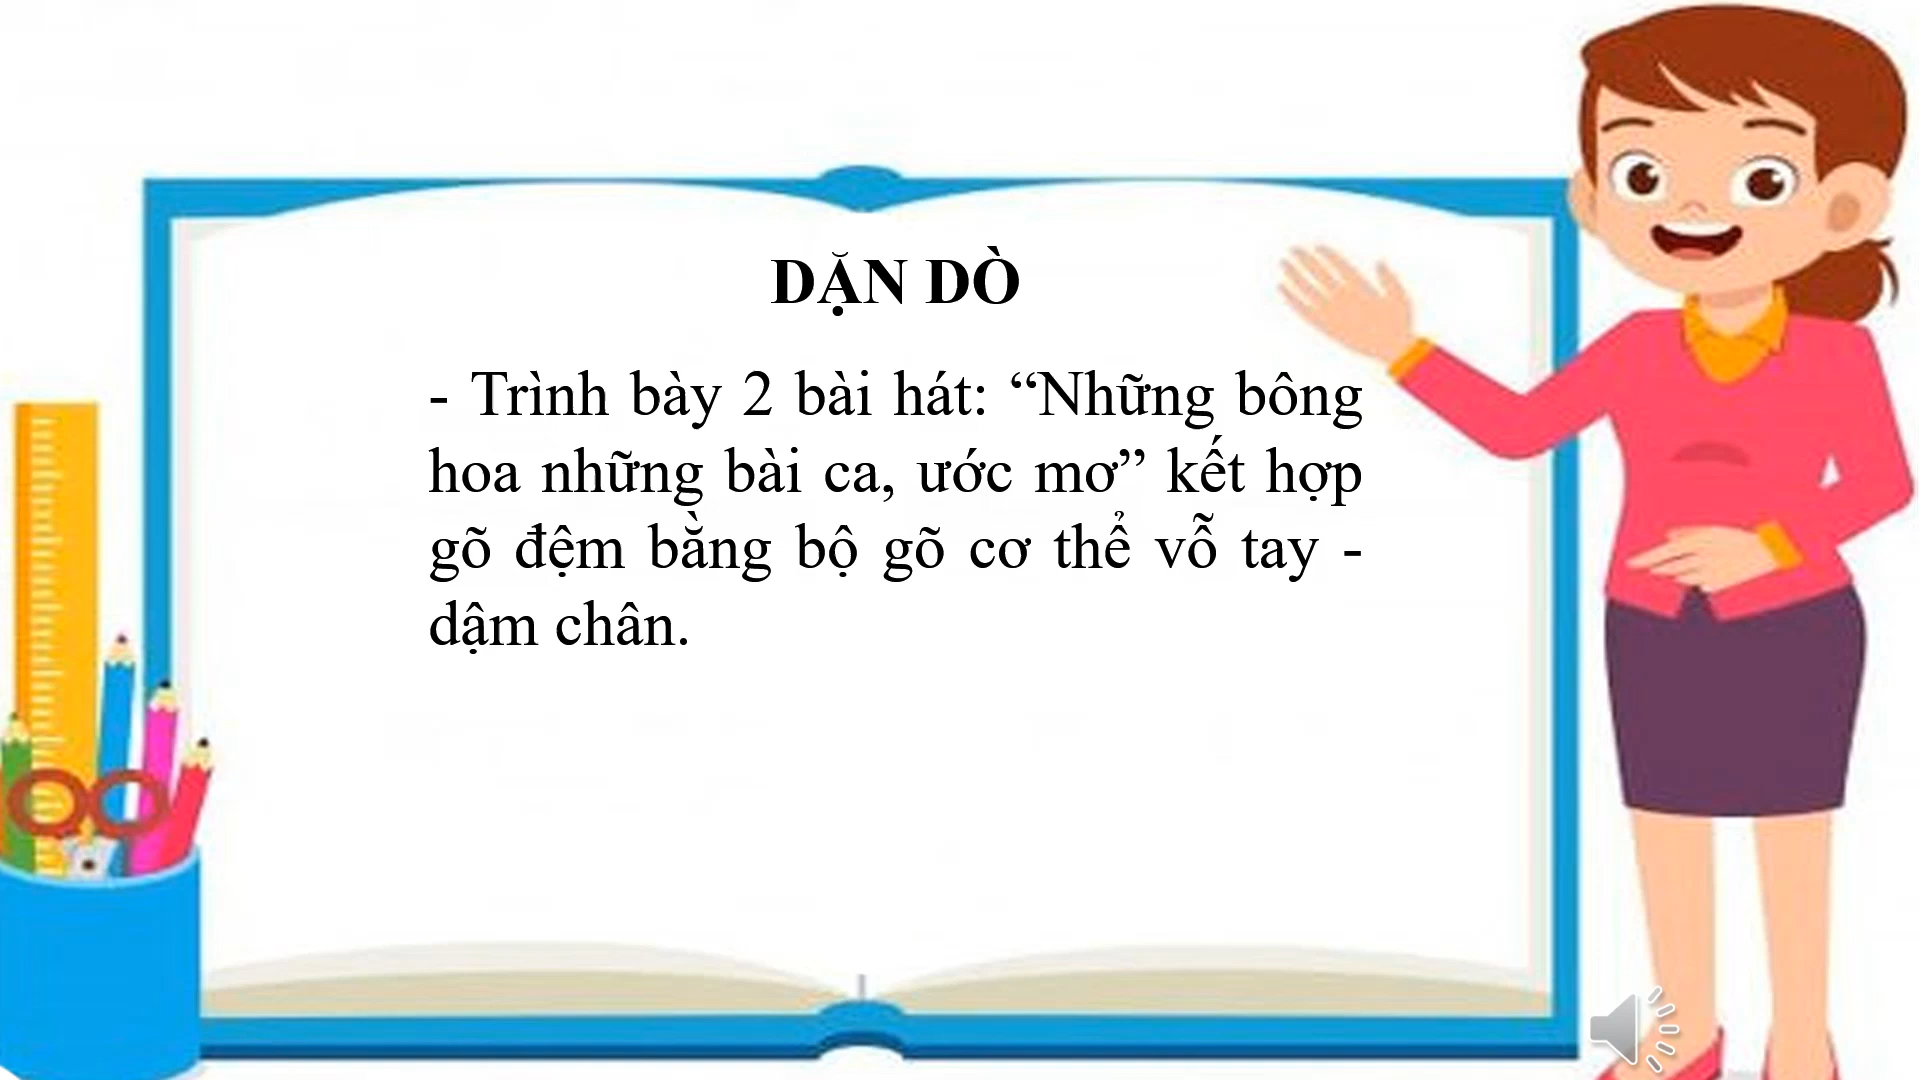 DẶN DÒ
- Trình bày 2 bài hát: “Những bông
hoa những bài ca, ước mơ” kết hợp
gõ đệm bằng bộ gõ cơ thể vỗ tay -
dậm chân.